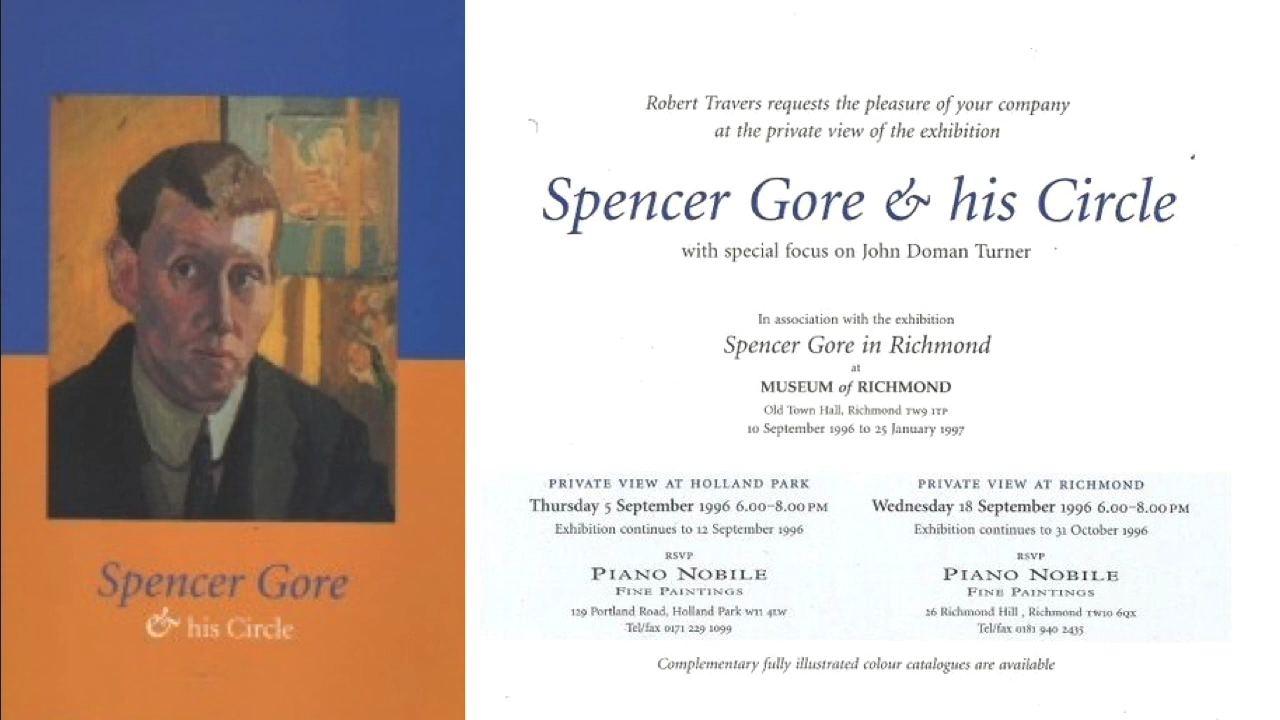 Spencer Gore
& his Circle
Robert Travers requests the pleasure of your company
at the private view of the exhibition
Spencer Gore & his Circle
with special focus on John Doman Turner
In association with the exhibition
Spencer Gore in Richmond
at
MUSEUM of RICHMOND
Old Town Hall, Richmond TW9 1TP
10 September 1996 to 25 January 1997
PRIVATE VIEW AT HOLLAND PARK
Thursday 5 September 1996 6.00–8.00 PM
Exhibition continues to 12 September 1996
RSVP
PIANO NOBILE
FINE PAINTINGS
129 Portland Road, Holland Park W11 4LW
Tel/fax 0171 229 1099
PRIVATE VIEW AT RICHMOND
Wednesday 18 September 1996 6.00–8.00 PM
Exhibition continues to 31 October 1996
RSVP
PIANO NOBILE
FINE PAINTINGS
26 Richmond Hill , Richmond TW10 6QX
Tel/fax 0181 940 2435
Complementary fully illustrated colour catalogues are available